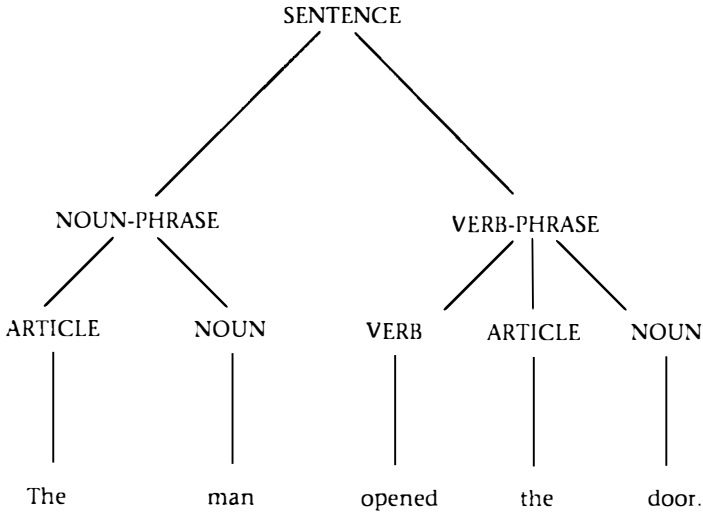 SENTENCE
NOUN-PHRASE VERB-PHRASE
ARTICLE NOUN VERB ARTICLE NOUN
The man opened the door.